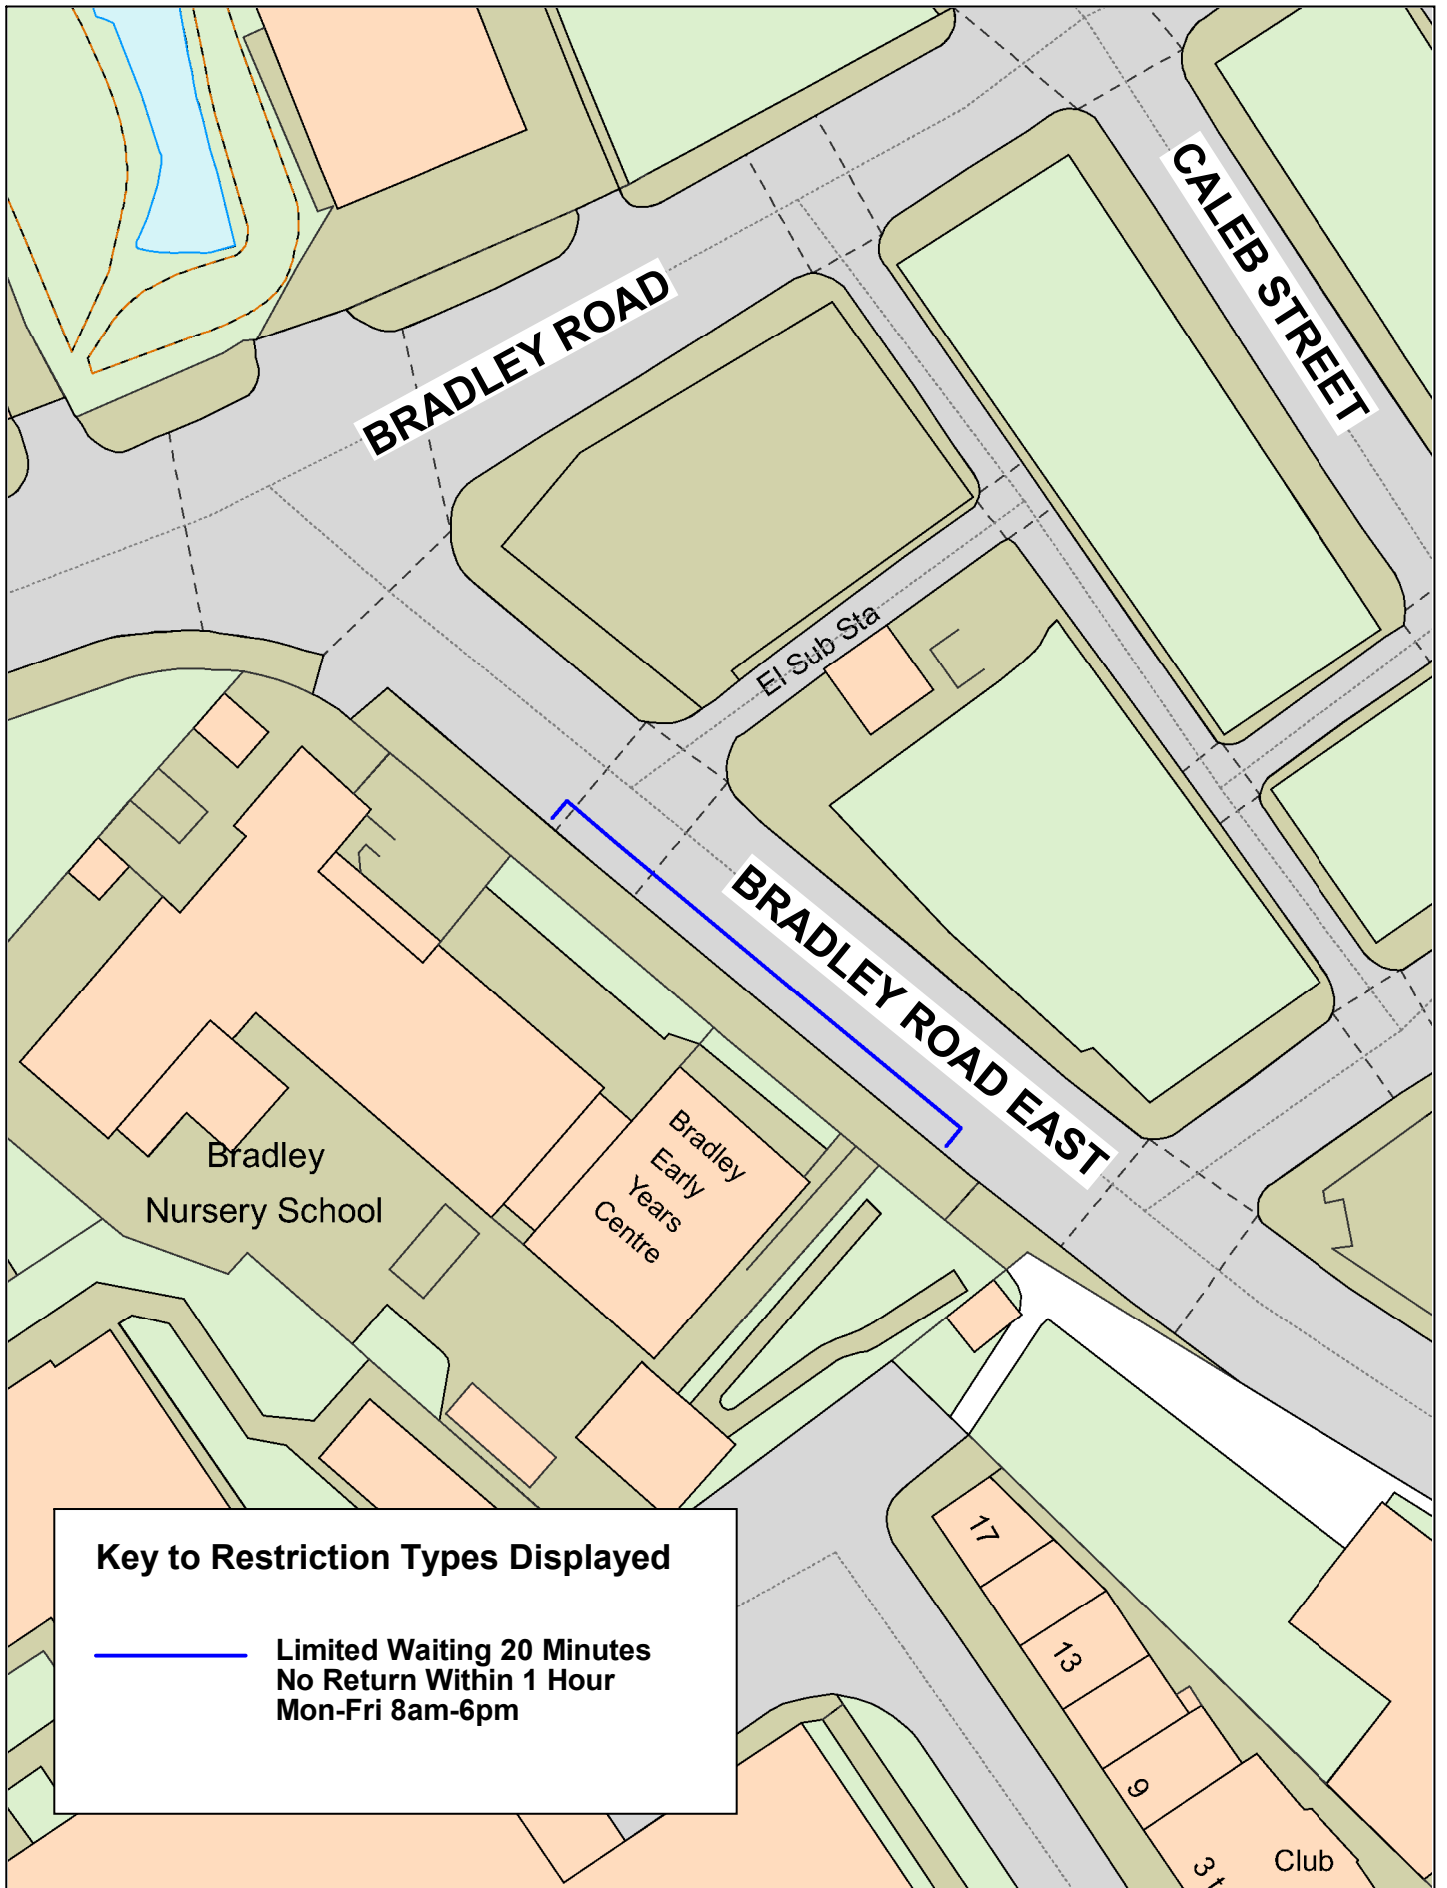 CALEB STREET
BRADLEY ROAD
El Sub Sta
BRADLEY ROAD EAST
Bradley
Early
Years
Centre
Bradley
Nursery School
17
13
9
Club
Key to Restriction Types Displayed
Limited Waiting 20 Minutes
No Return Within 1 Hour
Mon-Fri 8am-6pm